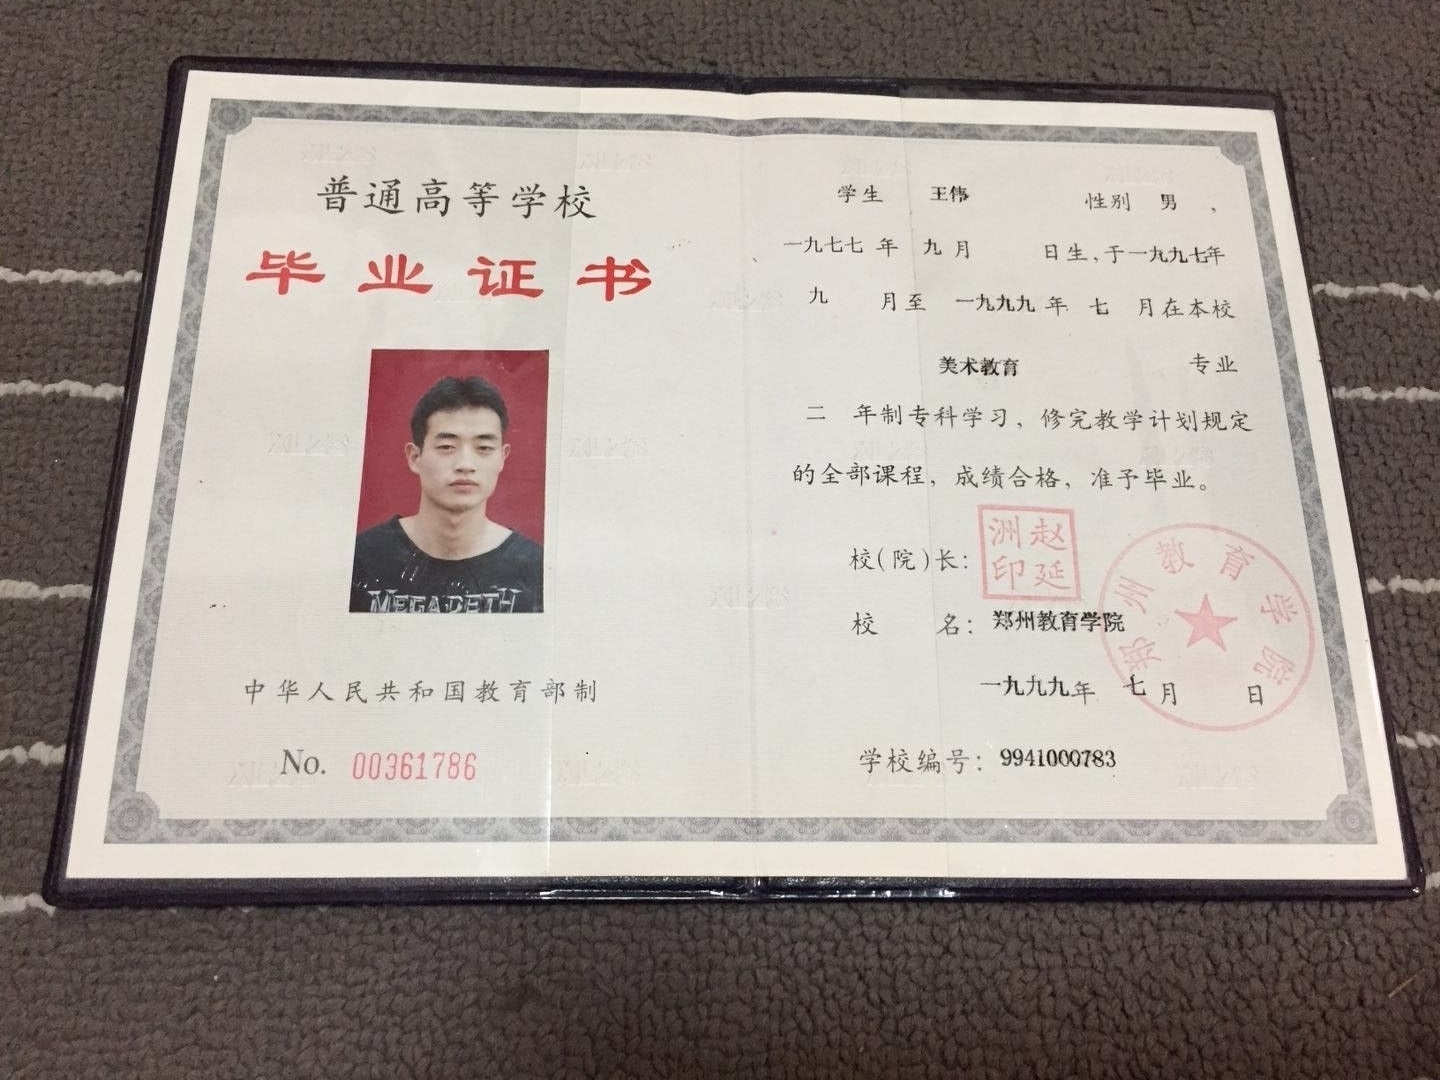 普通高等学校
毕业证书
MEGADETH
中华人民共和国教育部制
No. 00361786
学生 王伟 性别 男 ,
一九七七 年 九 月 日生, 于一九九七年
九 月至 一九九九 年 七 月在本校
美术教育 专业
二 年制专科学习, 修完教学计划规定
的全部课程, 成绩合格, 准予毕业。
校(院)长: 赵延洲印
校 名: 郑州教育学院
郑州教育学院
一九九九年 七 月 日
学校编号: 9941000783